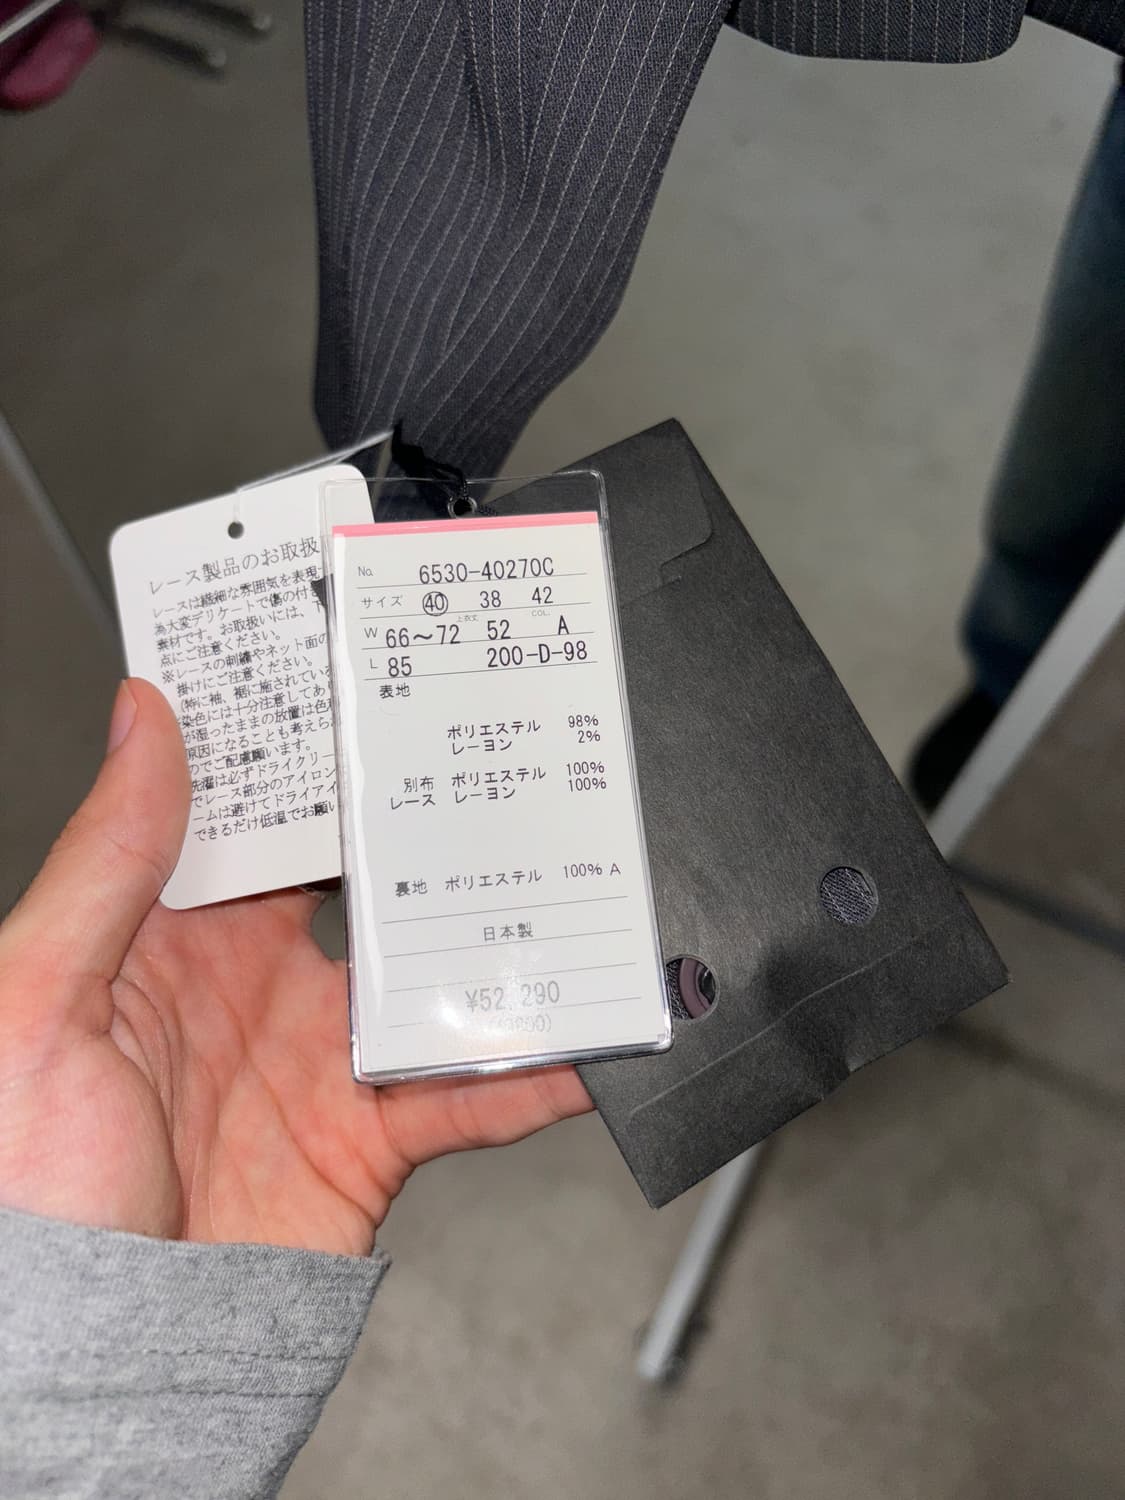 レース製品のお取扱
レースは繊細な雰囲気を表現
為大変デリケートで傷の付き
素材です。お取扱いには、下
点にご注意ください。
※レースの刺繍やネット面の
掛けにご注意ください。
(特に袖、裾に施されている
染色には十分注意してあり
が湿ったままの放置は色
原因になることも考えられ
のでご配慮願います。
洗濯は必ずドライクリー
でレース部分のアイロン
ームは避けてドライアイ
できるだけ低温でお願い
No. 6530-40270C
サイズ ㊵ 38 42
上衣丈 COL.
W 66〜72 52 A
L 85 200-D-98
表地
ポリエステル 98%
レーヨン 2%
別布 ポリエステル 100%
レース レーヨン 100%
裏地 ポリエステル 100% A
日本製
¥52,290